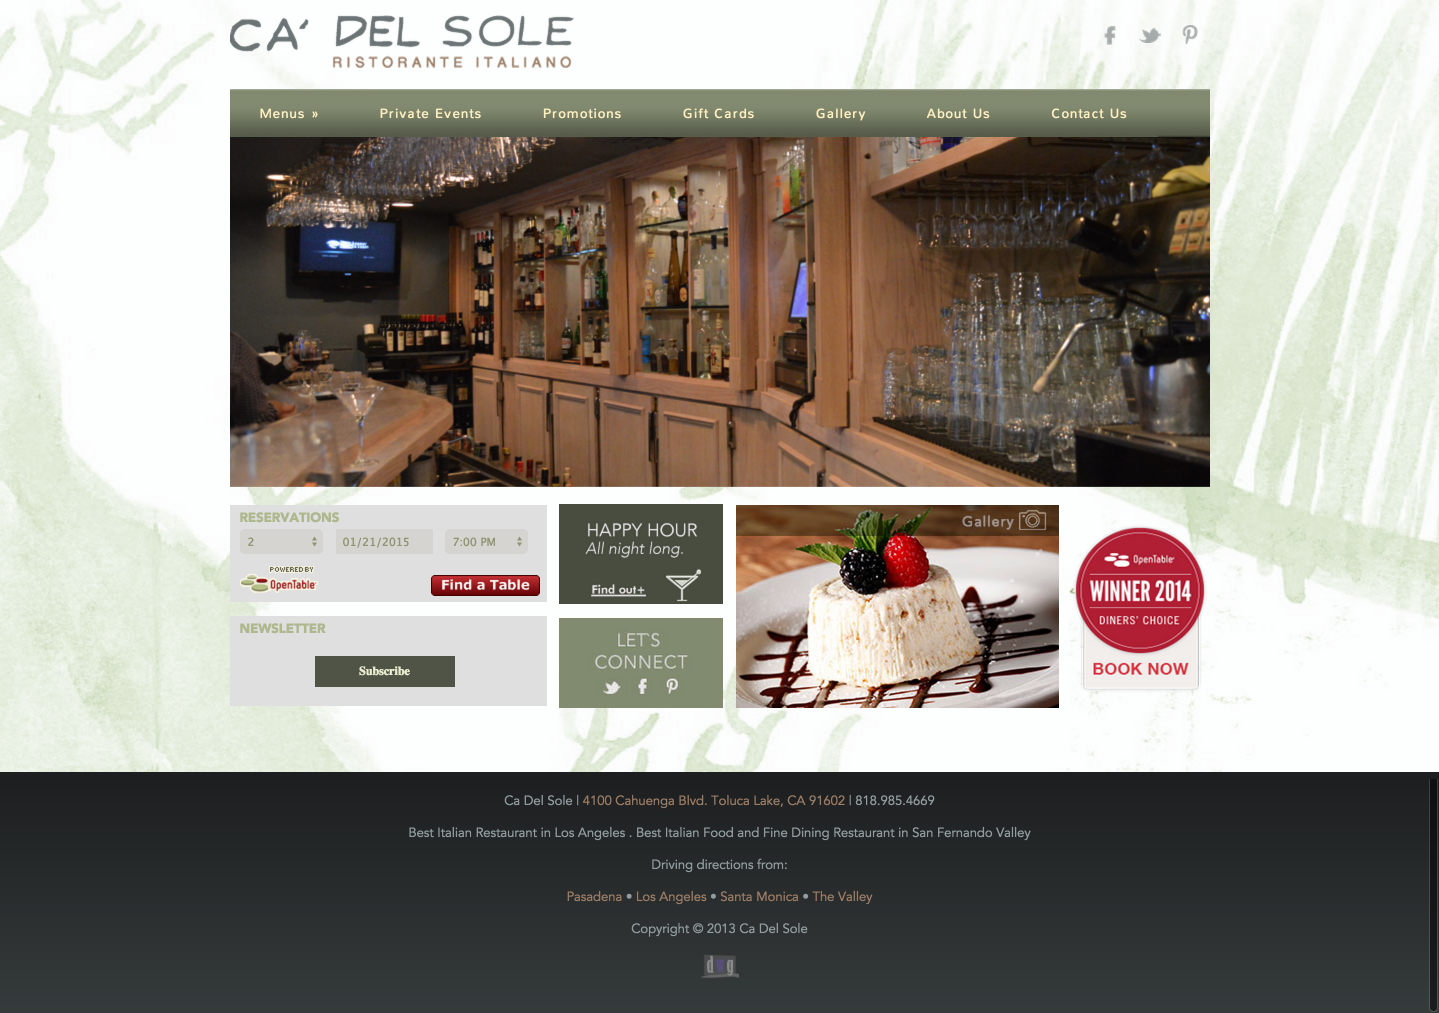 CA' DEL SOLE
RISTORANTE ITALIANO
Menus » Private Events Promotions Gift Cards Gallery About Us Contact Us
RESERVATIONS
2 01/21/2015 7:00 PM
POWERED BY
OpenTable
Find a Table
NEWSLETTER
Subscribe
HAPPY HOUR
All night long.
Find out+
LET'S
CONNECT
Gallery
OpenTable
WINNER 2014
DINERS' CHOICE
BOOK NOW
Ca Del Sole | 4100 Cahuenga Blvd. Toluca Lake, CA 91602 | 818.985.4669
Best Italian Restaurant in Los Angeles . Best Italian Food and Fine Dining Restaurant in San Fernando Valley
Driving directions from:
Pasadena • Los Angeles • Santa Monica • The Valley
Copyright © 2013 Ca Del Sole